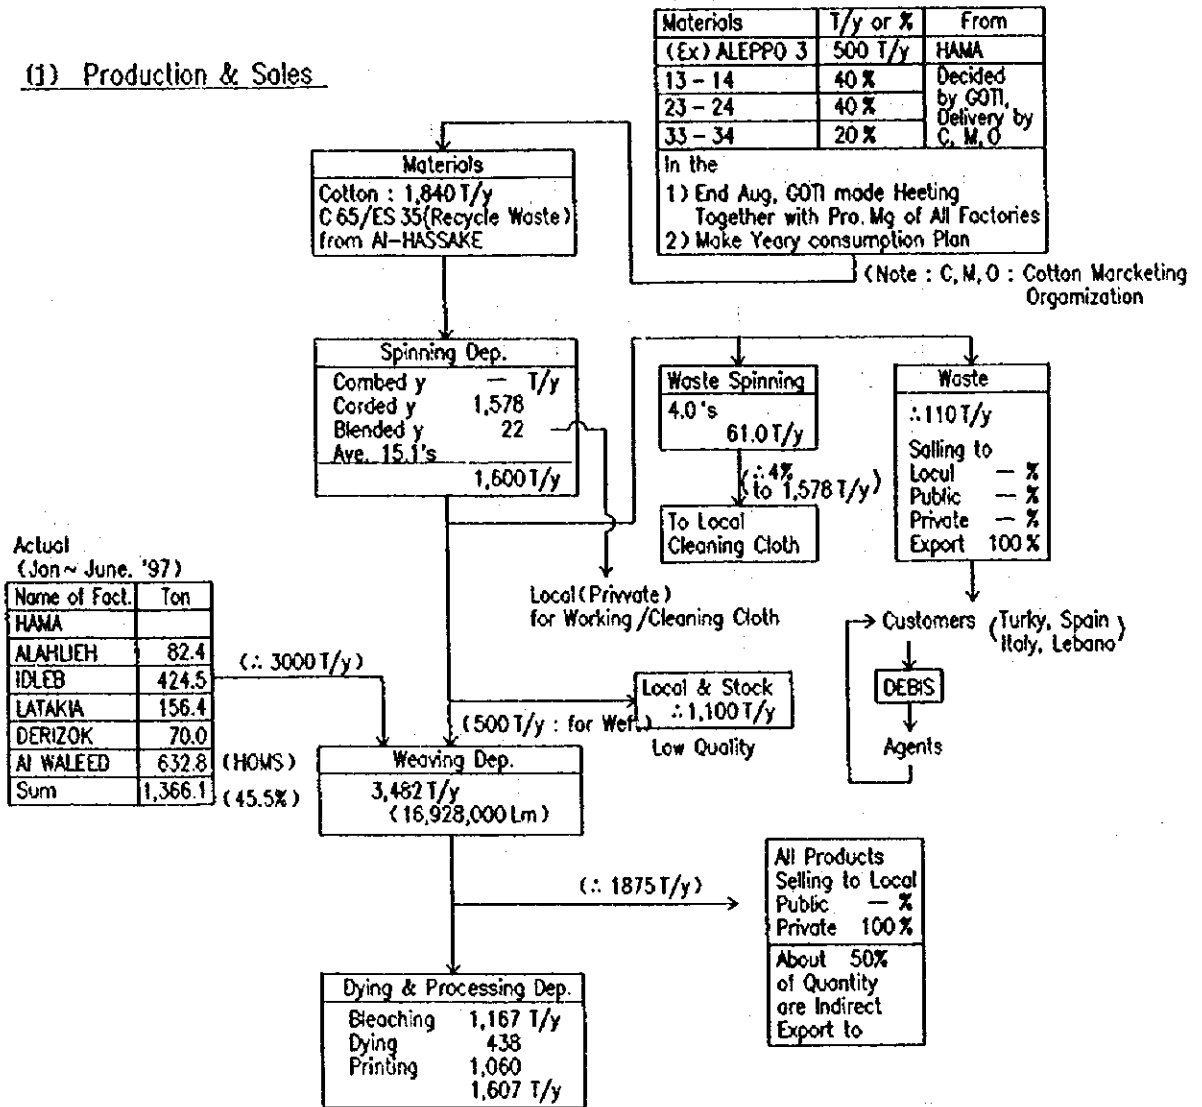 (j) Production & Sales
Materials T/y or % From
(Ex) ALEPPO 3 500 T/y HAMA
13 - 14 40 % Decided
23 - 24 40 % by GOTI,
33 - 34 20 % Delivery by
C, M, O
In the
1) End Aug, GOTI made Heeting
Together with Pro. Mg of All Factories
2) Make Yeary consumption Plan
(Note : C, M, O : Cotton Marcketing
Orgamization
Materials
Cotton : 1,840 T/y
C 65/ES 35(Recycle Waste)
from Al-HASSAKE
Spinning Dep.
Combed y — T/y
Carded y 1,578
Blended y 22
Ave. 15.1's
1,600 T/y
Waste Spinning
4.0's
61.0 T/y
(∴4%
to 1,578 T/y)
To Local
Cleaning Cloth
Waste
∴110 T/y
Salling to
Locul — %
Public — %
Private — %
Export 100 %
Local (Privvate)
for Working/Cleaning Cloth
Customers (Turky, Spain
Italy, Lebano)
DEBIS
Agents
Actual
(Jan ~ June. '97)
Name of Fact. Ton
HAMA
ALAHLIEH 82.4
IDLEB 424.5
LATAKIA 156.4
DERIZOK 70.0
Al WALEED 632.8 (HOMS)
Sum 1,366.1 (45.5%)
(∴ 3000 T/y)
(500 T/y : for Weft)
Local & Stock
∴1,100 T/y
Low Quality
Weaving Dep.
3,482 T/y
(16,928,000 Lm)
(∴ 1875 T/y)
All Products
Selling to Local
Public — %
Private 100 %
About 50%
of Quantity
are Indirect
Export to
Dying & Processing Dep.
Bleaching 1,167 T/y
Dying 438
Printing 1,060
1,607 T/y